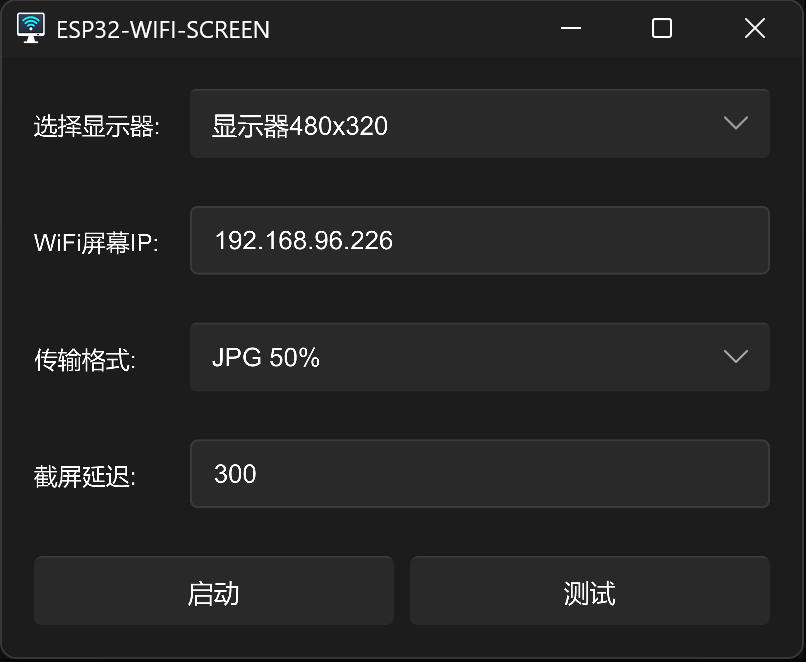 ESP32-WIFI-SCREEN
选择显示器: 显示器480x320
WiFi屏幕IP: 192.168.96.226
传输格式: JPG 50%
截屏延迟: 300
启动 测试